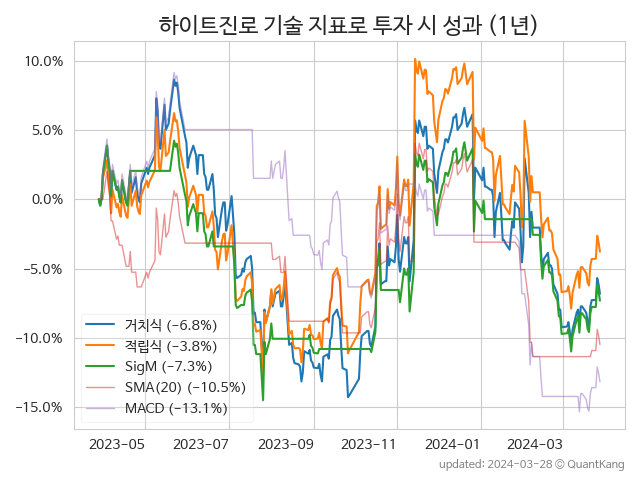 하이트진로 기술 지표로 투자 시 성과 (1년)
10.0%
5.0%
0.0%
−5.0%
−10.0%
−15.0%
거치식 (−6.8%)
적립식 (−3.8%)
SigM (−7.3%)
SMA(20) (−10.5%)
MACD (−13.1%)
2023−05
2023−07
2023−09
2023−11
2024−01
2024−03
updated: 2024−03−28 © QuantKang